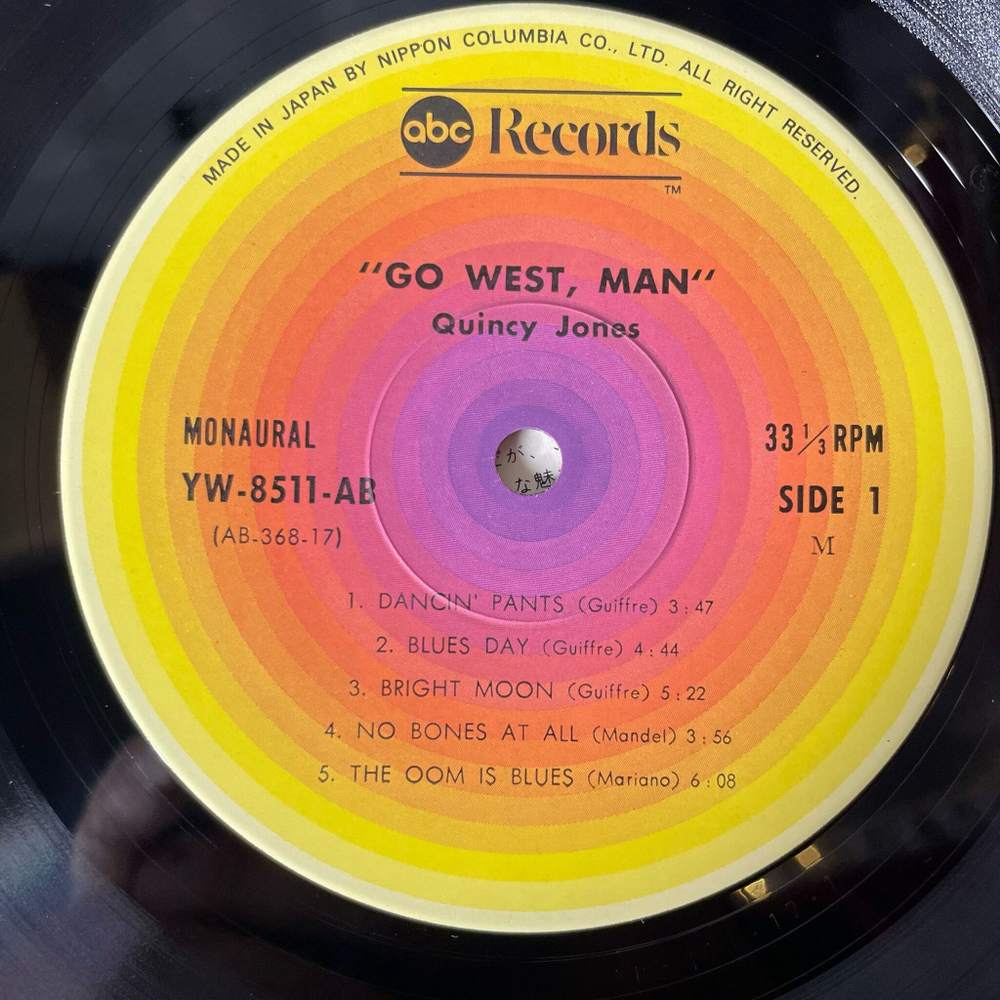 MADE IN JAPAN BY NIPPON COLUMBIA CO., LTD. ALL RIGHT RESERVED.
abc Records
TM
"GO WEST, MAN"
Quincy Jones
MONAURAL
33 1/3 RPM
YW-8511-AB
SIDE 1
(AB-368-17)
M
が、
な魅
1. DANCIN' PANTS (Guiffre) 3:47
2. BLUES DAY (Guiffre) 4:44
3. BRIGHT MOON (Guiffre) 5:22
4. NO BONES AT ALL (Mandel) 3:56
5. THE OOM IS BLUES (Mariano) 6:08